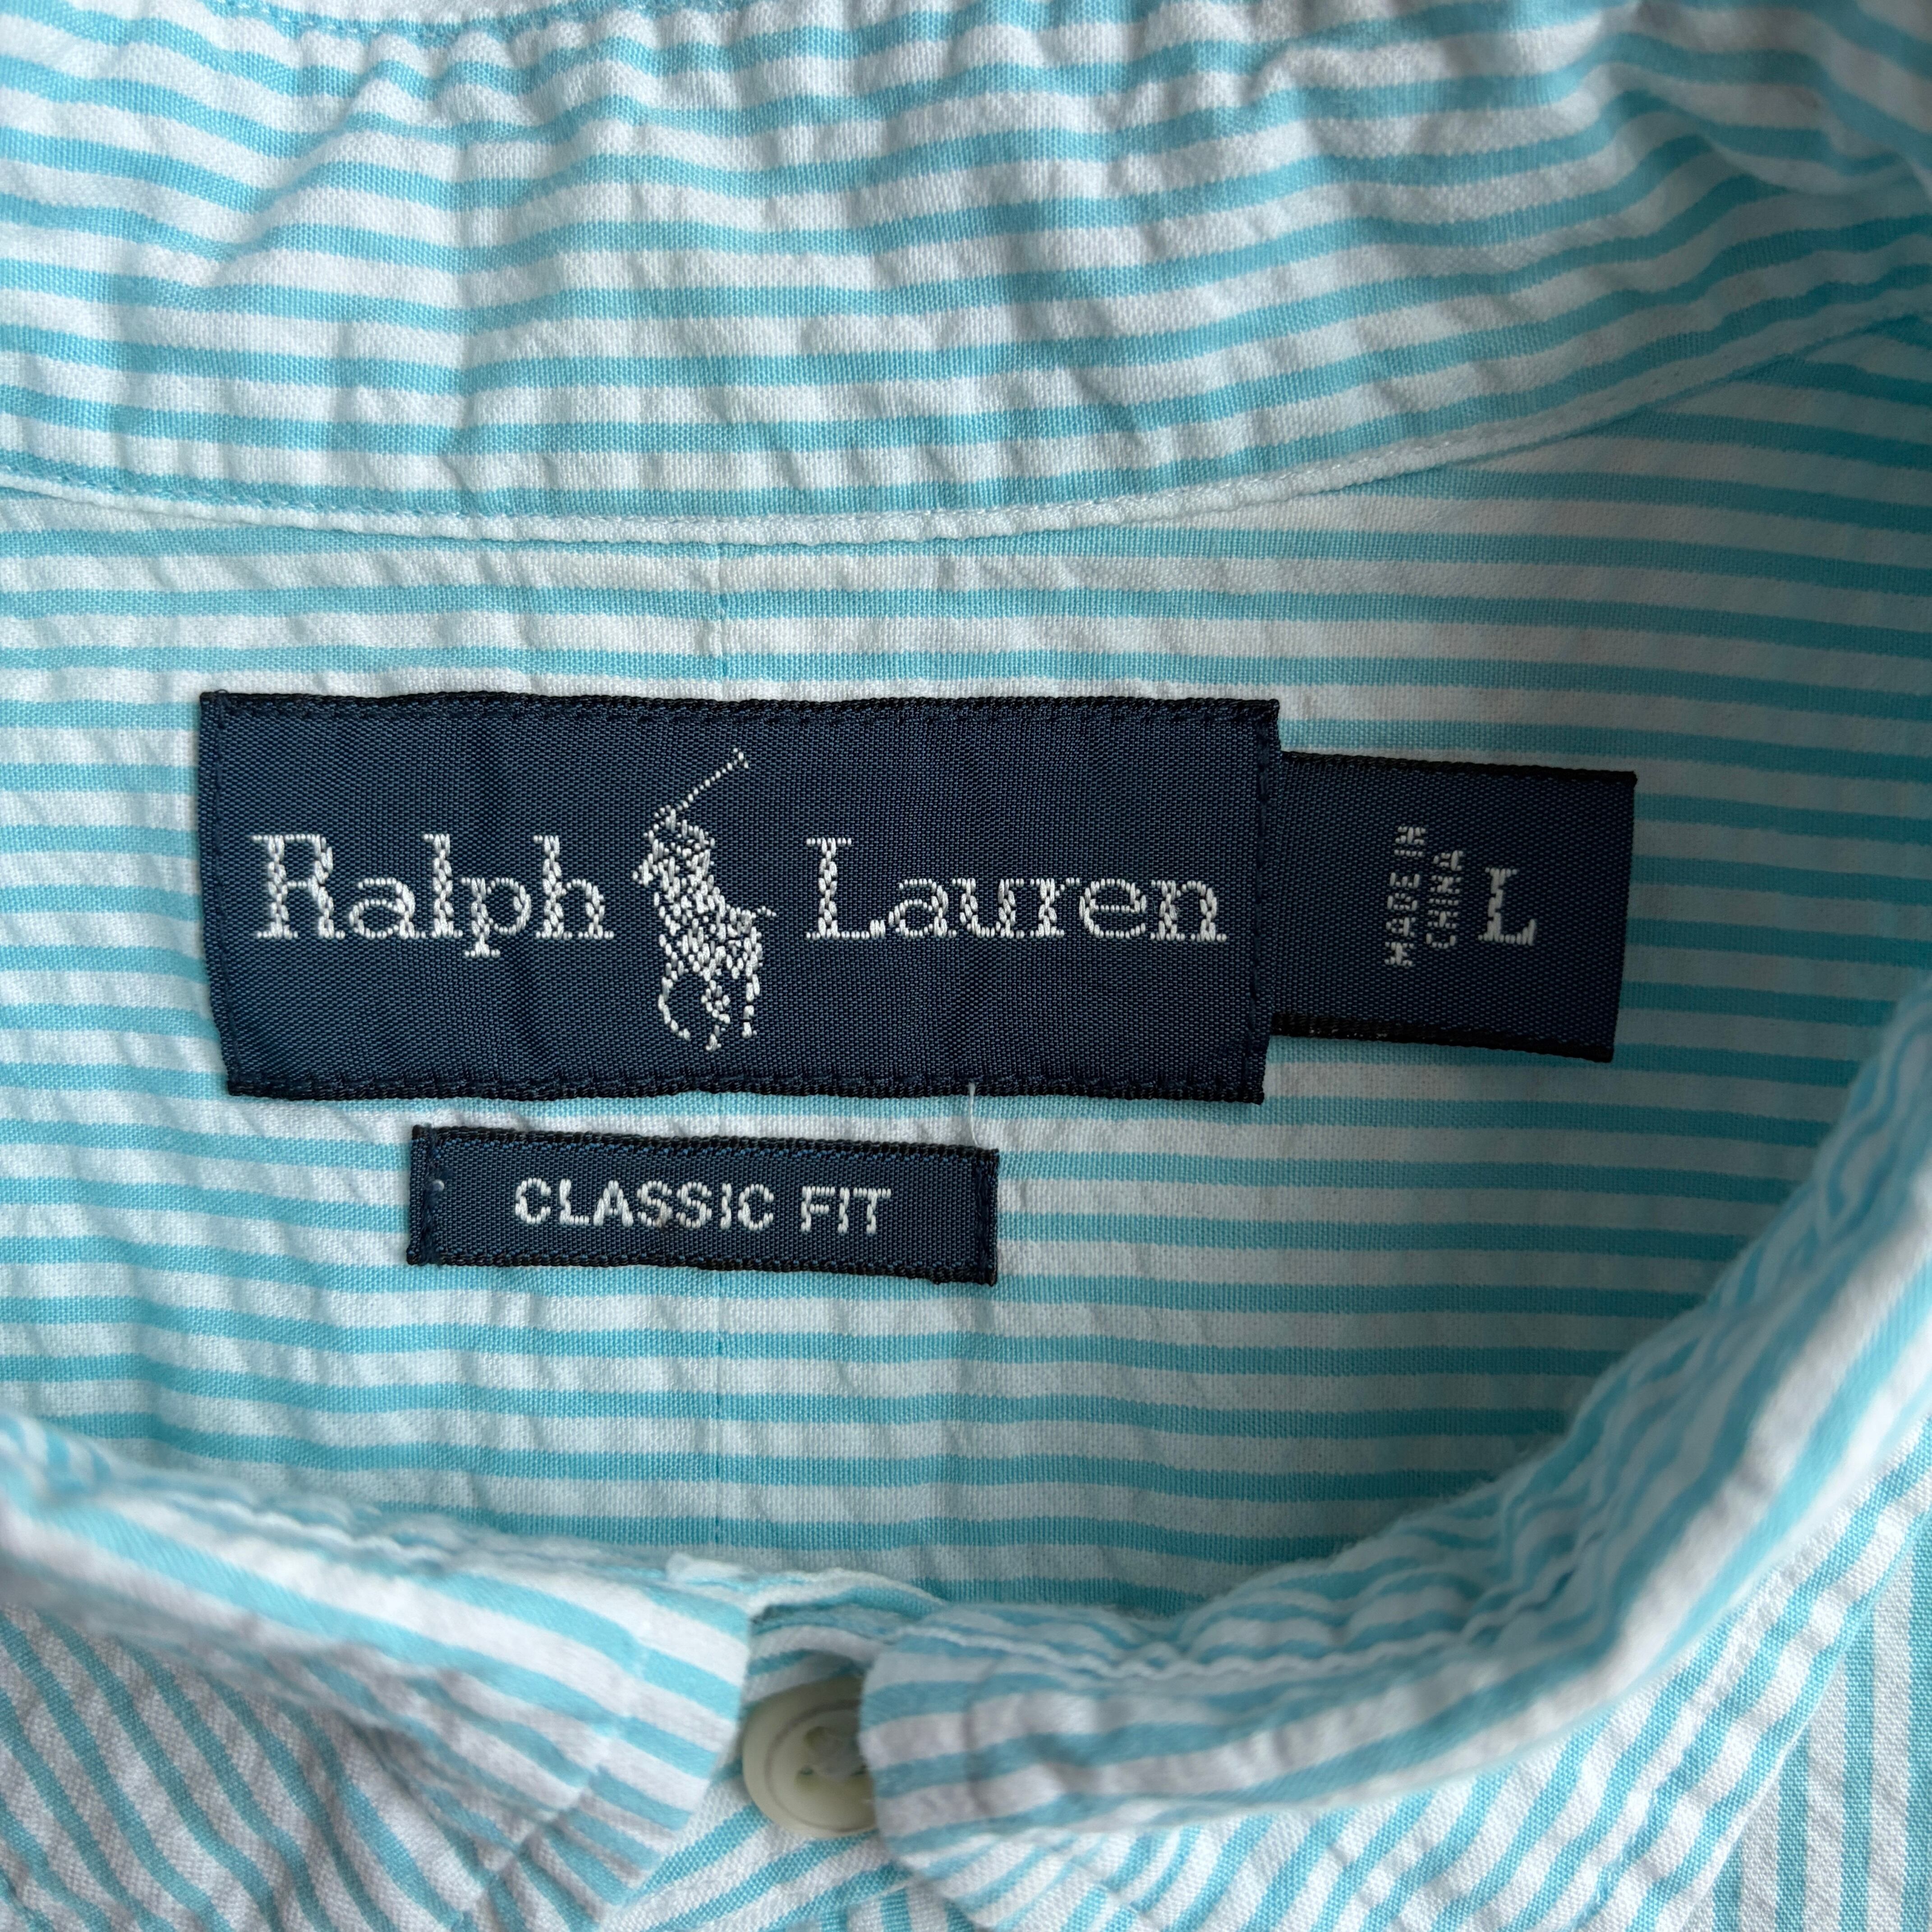 Ralph Lauren
MADE IN
CHINA
L
CLASSIC FIT